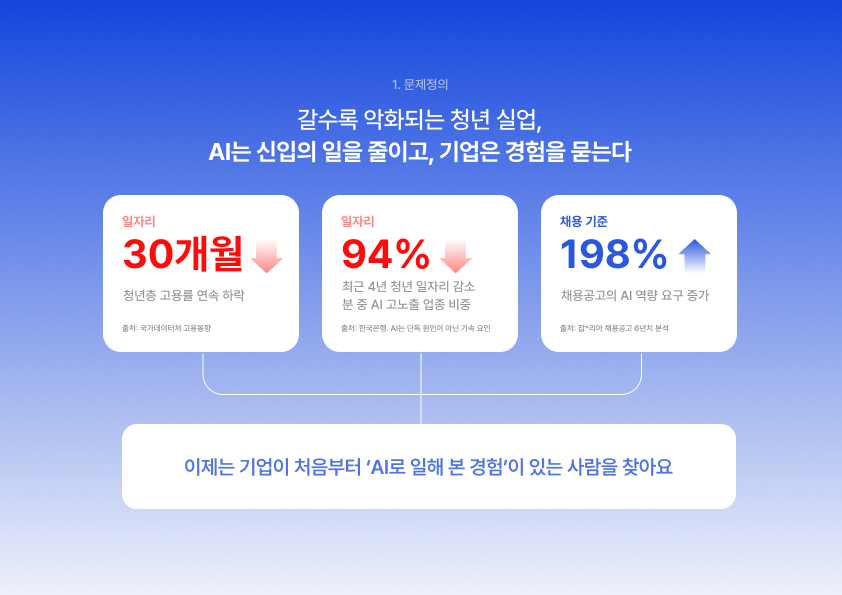 1. 문제정의
갈수록 악화되는 청년 실업,
AI는 신입의 일을 줄이고, 기업은 경험을 묻는다
일자리
30개월
청년층 고용률 연속 하락
출처: 국가데이터처 고용동향
일자리
94%
최근 4년 청년 일자리 감소
분 중 AI 고노출 업종 비중
출처: 한국은행. AI는 단독 원인이 아닌 가속 요인
채용 기준
198%
채용공고의 AI 역량 요구 증가
출처: 잡*리아 채용공고 6년치 분석
이제는 기업이 처음부터 ‘AI로 일해 본 경험’이 있는 사람을 찾아요